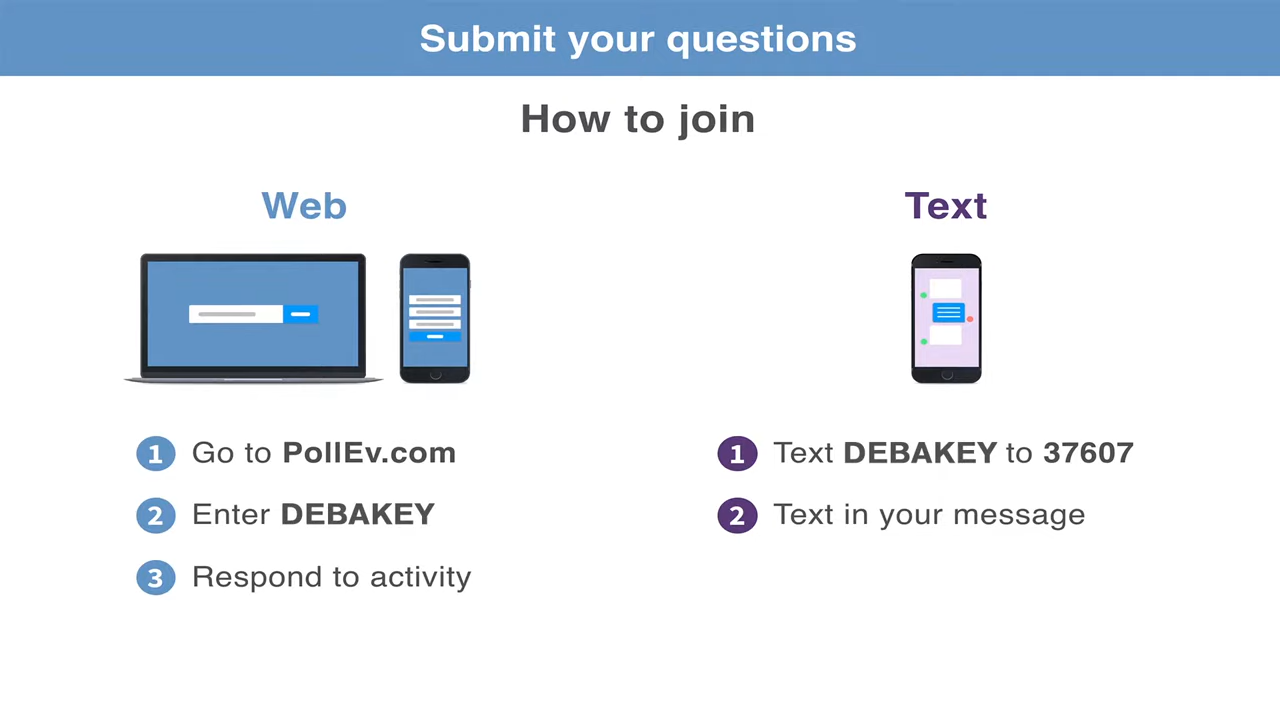 Submit your questions
How to join
Web
1 Go to PollEv.com
2 Enter DEBAKEY
3 Respond to activity
Text
1 Text DEBAKEY to 37607
2 Text in your message